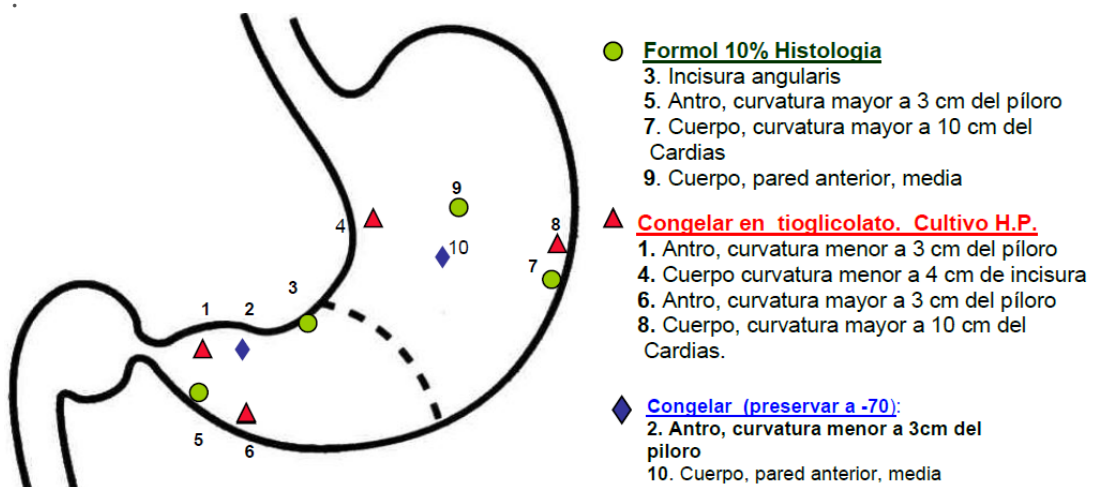 Formol 10% Histologia
3. Incisura angularis
5. Antro, curvatura mayor a 3 cm del píloro
7. Cuerpo, curvatura mayor a 10 cm del
Cardias
9. Cuerpo, pared anterior, media
Congelar en tioglicolato. Cultivo H.P.
1. Antro, curvatura menor a 3 cm del píloro
4. Cuerpo curvatura menor a 4 cm de incisura
6. Antro, curvatura mayor a 3 cm del píloro
8. Cuerpo, curvatura mayor a 10 cm del
Cardias.
Congelar (preservar a -70):
2. Antro, curvatura menor a 3cm del
piloro
10. Cuerpo, pared anterior, media
9
4
8
10
7
3
1
2
5
6